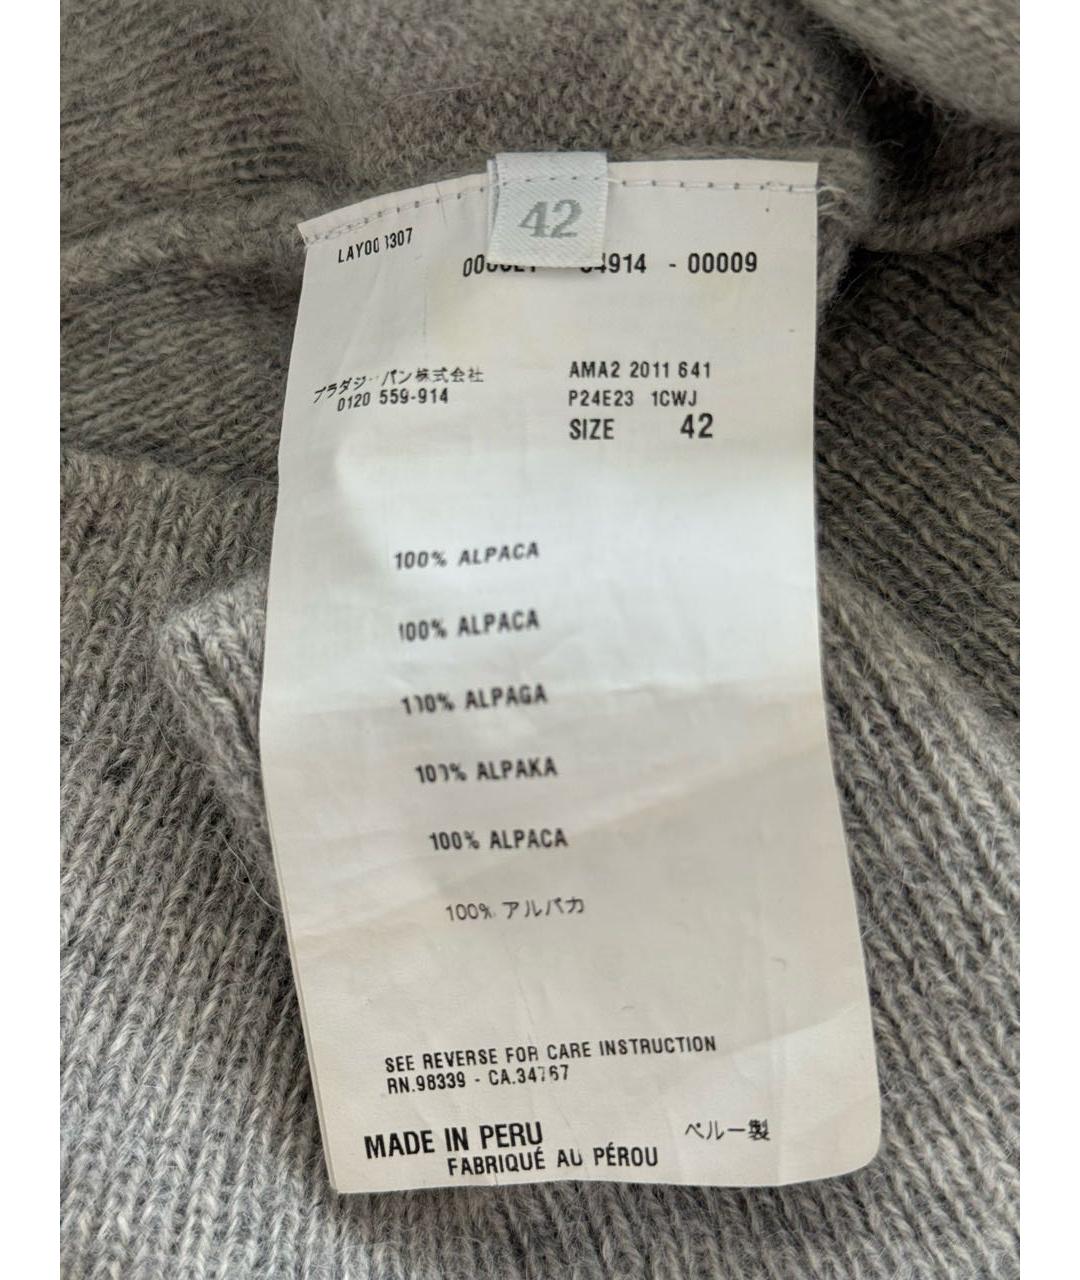 42
LAY00
- 00009
プラダジャパン株式会社
0120 559-914
AMA2 2011 641
P24E23 1CWJ
SIZE 42
100% ALPACA
100% ALPACA
100% ALPAGA
100% ALPAKA
100% ALPACA
100% アルパカ
SEE REVERSE FOR CARE INSTRUCTION
RN.98339 - CA.34767
MADE IN PERU
ペルー製
FABRIQUÉ AU PÉROU